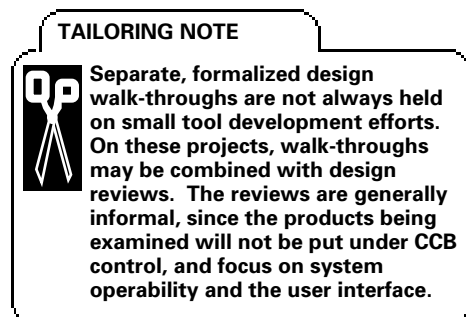 TAILORING NOTE
Separate, formalized design
walk-throughs are not always held
on small tool development efforts.
On these projects, walk-throughs
may be combined with design
reviews.  The reviews are generally
informal, since the products being
examined will not be put under CCB
control, and focus on system
operability and the user interface.